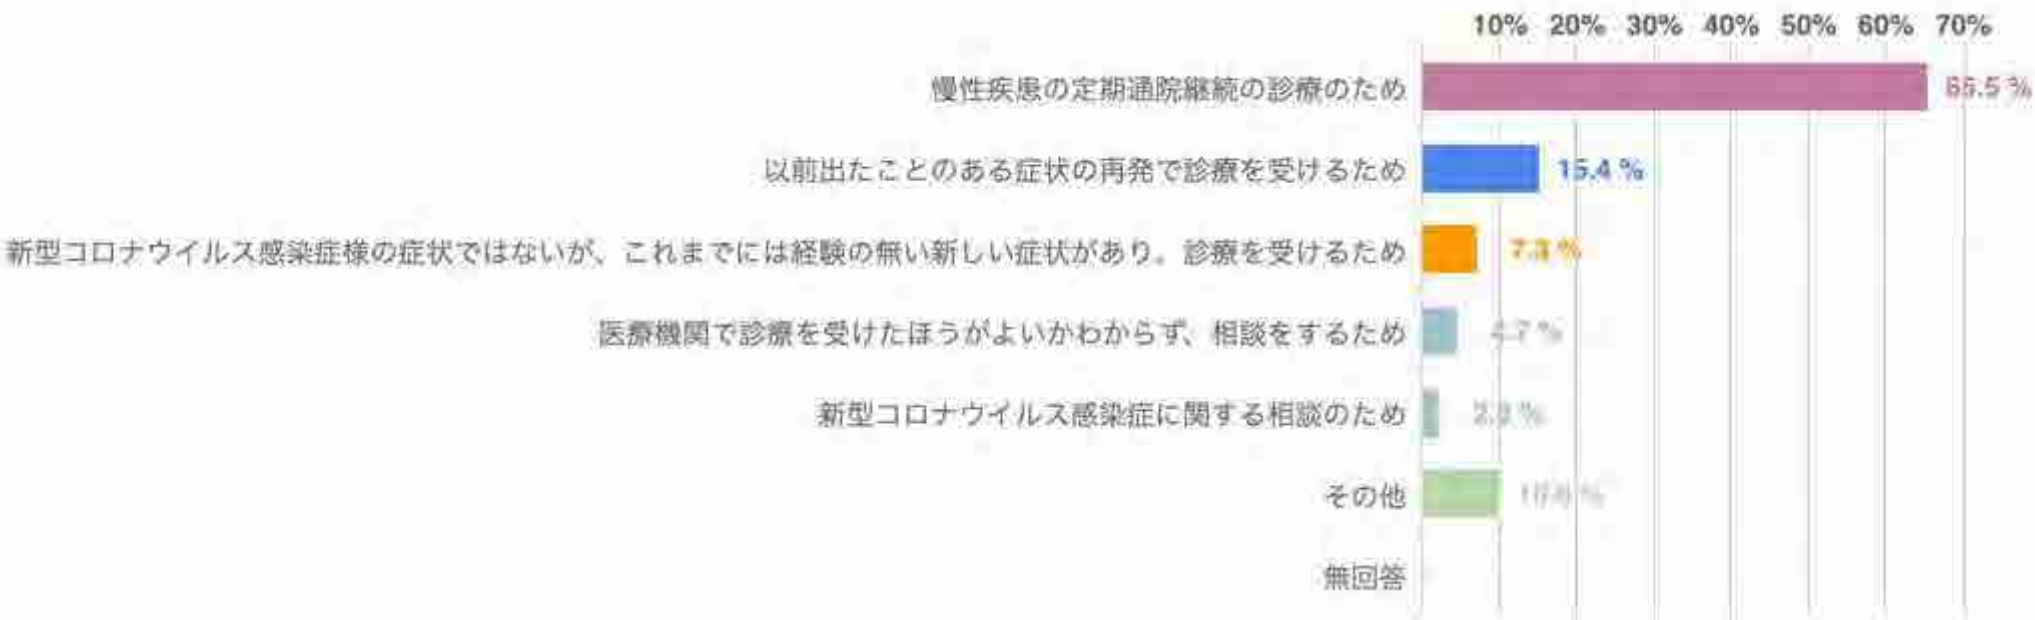 10% 20% 30% 40% 50% 60% 70%
慢性疾患の定期通院継続の診療のため 65.5 %
以前出たことのある症状の再発で診療を受けるため 15.4 %
新型コロナウイルス感染症様の症状ではないが、これまでには経験の無い新しい症状があり。診療を受けるため 7.3 %
医療機関で診療を受けたほうがよいかわからず、相談をするため 4.7 %
新型コロナウイルス感染症に関する相談のため
その他
無回答